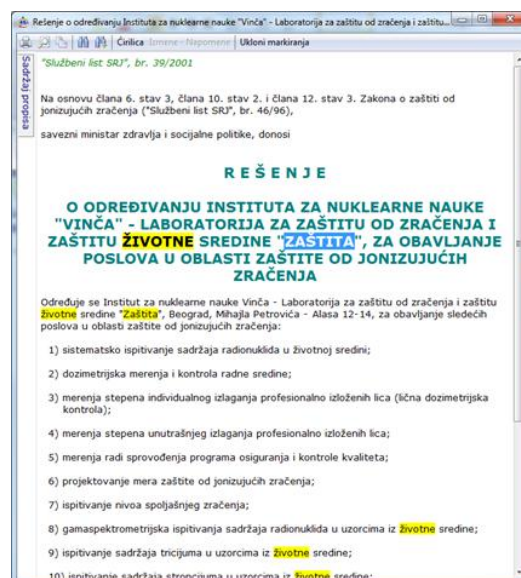 Rešenje o određivanju Instituta za nuklearne nauke "Vinča" - Laboratorija za zaštitu od zračenja i zaštitu...
Ćirilica Izmene - Napomene Ukloni markiranja
Sadržaj propisa
"Službeni list SRJ", br. 39/2001
Na osnovu člana 6. stav 3, člana 10. stav 2. i člana 12. stav 3. Zakona o zaštiti od
jonizujućih zračenja ("Službeni list SRJ", br. 46/96),
savezni ministar zdravlja i socijalne politike, donosi
R E Š E N J E
O ODREĐIVANJU INSTITUTA ZA NUKLEARNE NAUKE
"VINČA" - LABORATORIJA ZA ZAŠTITU OD ZRAČENJA I
ZAŠTITU ŽIVOTNE SREDINE "ZAŠTITA", ZA OBAVLJANJE
POSLOVA U OBLASTI ZAŠTITE OD JONIZUJUĆIH
ZRAČENJA
Određuje se Institut za nuklearne nauke Vinča - Laboratorija za zaštitu od zračenja i zaštitu
životne sredine "Zaštita", Beograd, Mihajla Petrovića - Alasa 12-14, za obavljanje sledećih
poslova u oblasti zaštite od jonizujućih zračenja:
1) sistematsko ispitivanje sadržaja radionuklida u životnoj sredini;
2) dozimetrijska merenja i kontrola radne sredine;
3) merenja stepena individualnog izlaganja profesionalno izloženih lica (lična dozimetrijska
kontrola);
4) merenja stepena unutrašnjeg izlaganja profesionalno izloženih lica;
5) merenja radi sprovođenja programa osiguranja i kontrole kvaliteta;
6) projektovanje mera zaštite od jonizujućih zračenja;
7) ispitivanje nivoa spoljašnjeg zračenja;
8) gamaspektrometrijska ispitivanja sadržaja radionuklida u uzorcima iz životne sredine;
9) ispitivanje sadržaja tricijuma u uzorcima iz životne sredine;
10) ispitivanje sadržaja stroncijuma u uzorcima iz životne sredine;